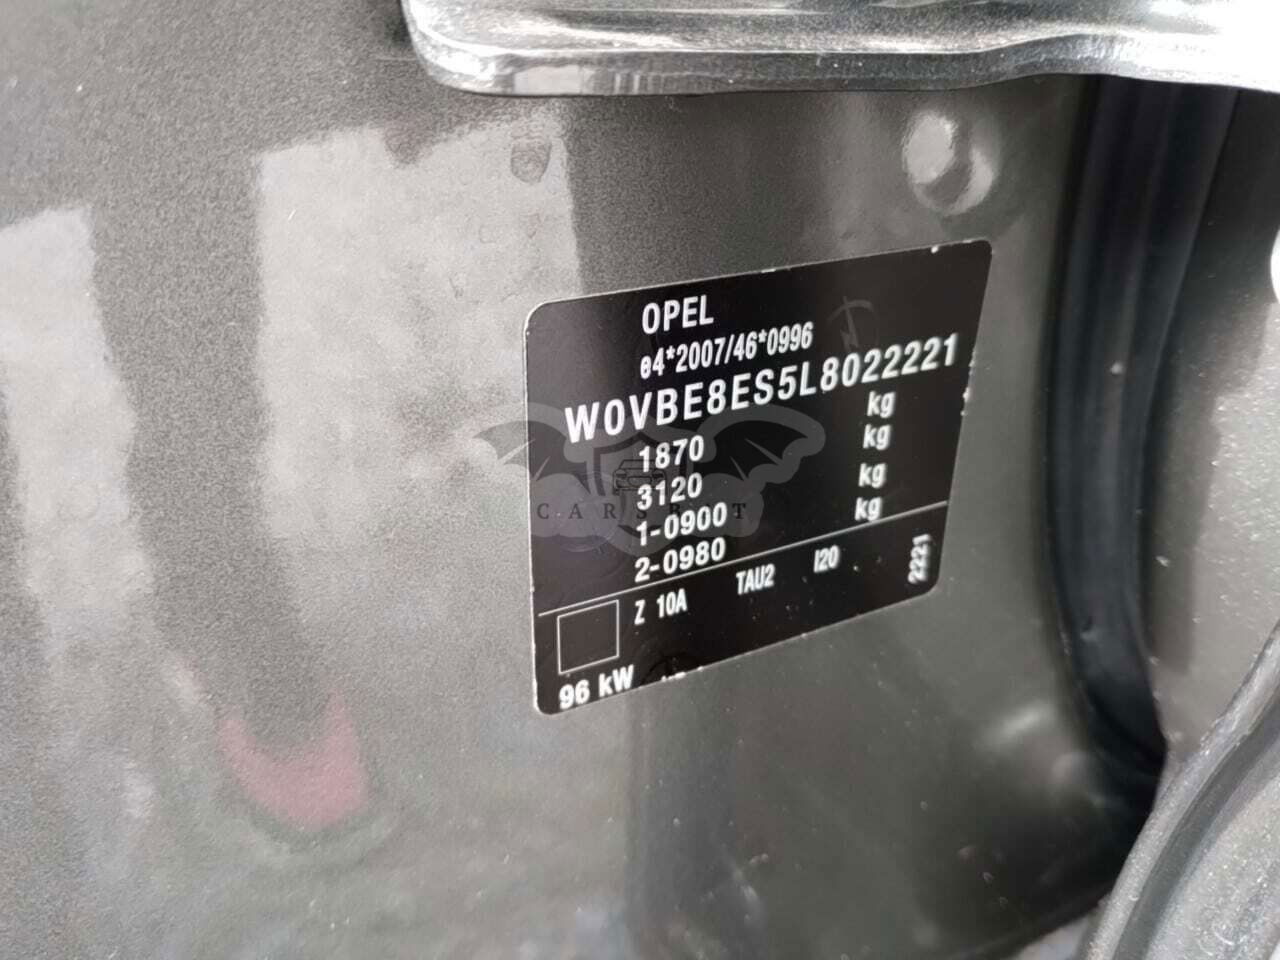 OPEL
e4*2007/46*0996
W0VBE8ES5L8022221
1870 kg
3120 kg
1-0900 kg
2-0980 kg
Z 10A TAU2 I20 2221
96 kW